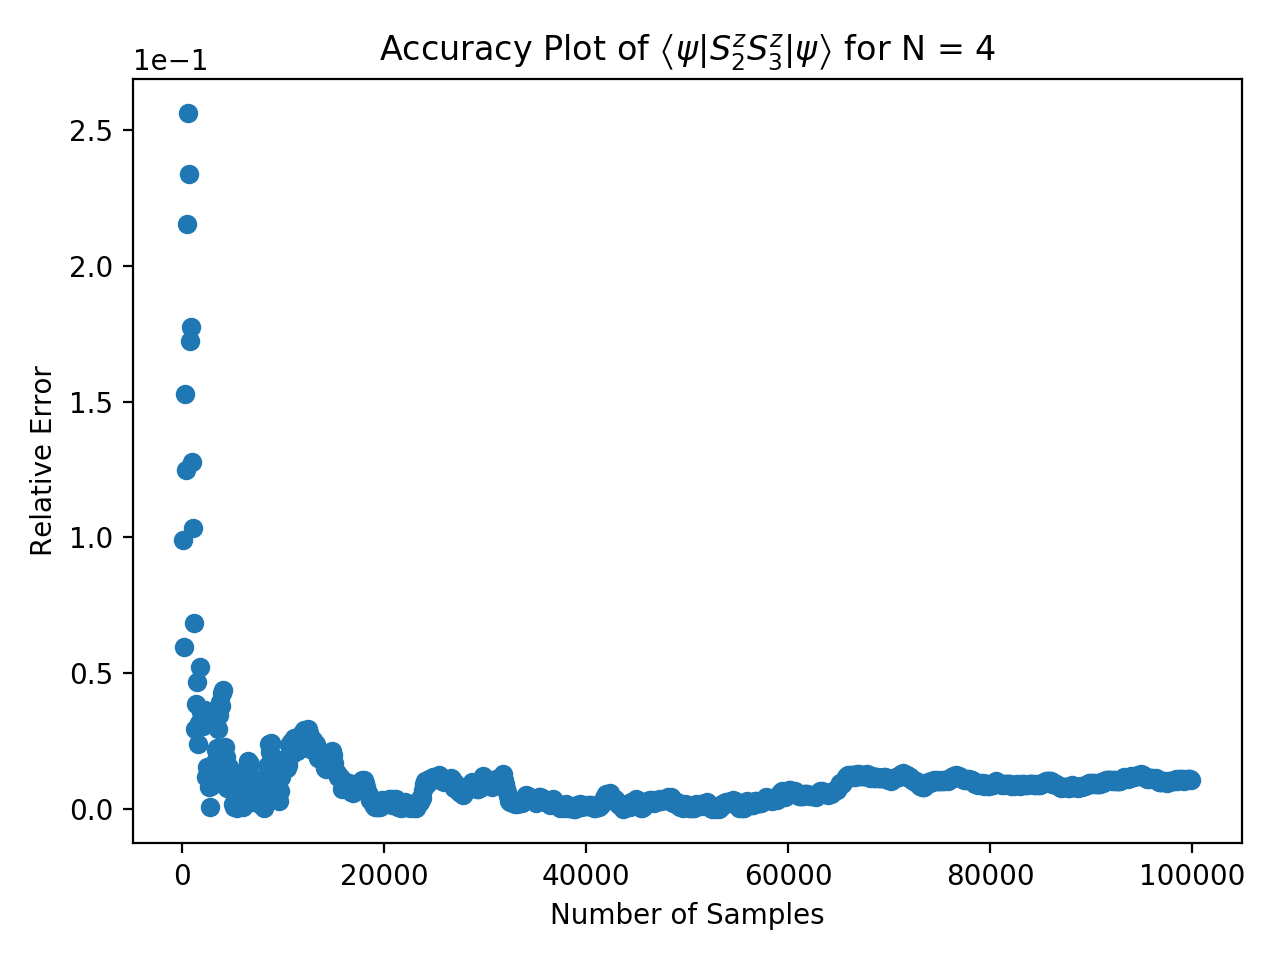 Accuracy Plot of ⟨ψ|S₂ᶻS₃ᶻ|ψ⟩ for N = 4
1e−1
2.5
2.0
1.5
1.0
0.5
0.0
Relative Error
0 20000 40000 60000 80000 100000
Number of Samples